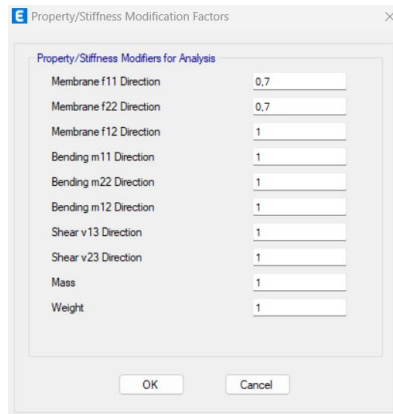 E Property/Stiffness Modification Factors
Property/Stiffness Modifiers for Analysis
Membrane f11 Direction 0,7
Membrane f22 Direction 0,7
Membrane f12 Direction 1
Bending m11 Direction 1
Bending m22 Direction 1
Bending m12 Direction 1
Shear v13 Direction 1
Shear v23 Direction 1
Mass 1
Weight 1
OK Cancel